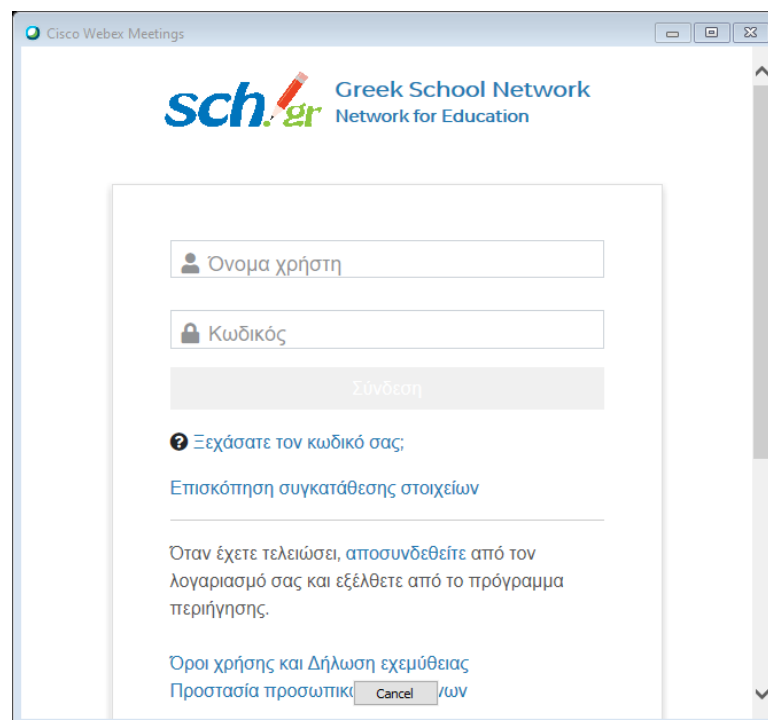 Cisco Webex Meetings
sch.gr
Greek School Network
Network for Education
Όνομα χρήστη
Κωδικός
Σύνδεση
Ξεχάσατε τον κωδικό σας;
Επισκόπηση συγκατάθεσης στοιχείων
Όταν έχετε τελειώσει, αποσυνδεθείτε από τον
λογαριασμό σας και εξέλθετε από το πρόγραμμα
περιήγησης.
Όροι χρήσης και Δήλωση εχεμύθειας
Προστασία
Cancel